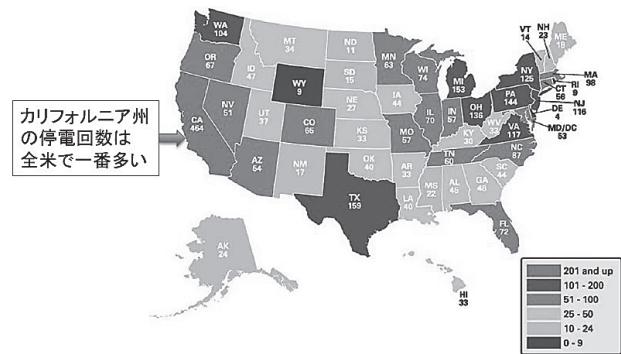 カリフォルニア州
の停電回数は
全米で一番多い
WA
104
OR
67
CA
464
NV
51
ID
47
MT
34
WY
9
UT
37
AZ
54
CO
65
NM
17
ND
11
SD
15
NE
27
KS
33
OK
40
TX
159
MN
63
IA
44
MO
57
AR
33
LA
40
WI
74
IL
70
MI
153
IN
57
OH
136
KY
30
TN
60
MS
22
AL
45
GA
48
FL
72
SC
44
NC
87
VA
117
WV
33
PA
144
NY
125
VT
14
NH
23
ME
18
MA
98
RI
9
CT
56
NJ
116
DE
4
MD/DC
53
AK
24
HI
33
201 and up
101 - 200
51 - 100
25 - 50
10 - 24
0 - 9